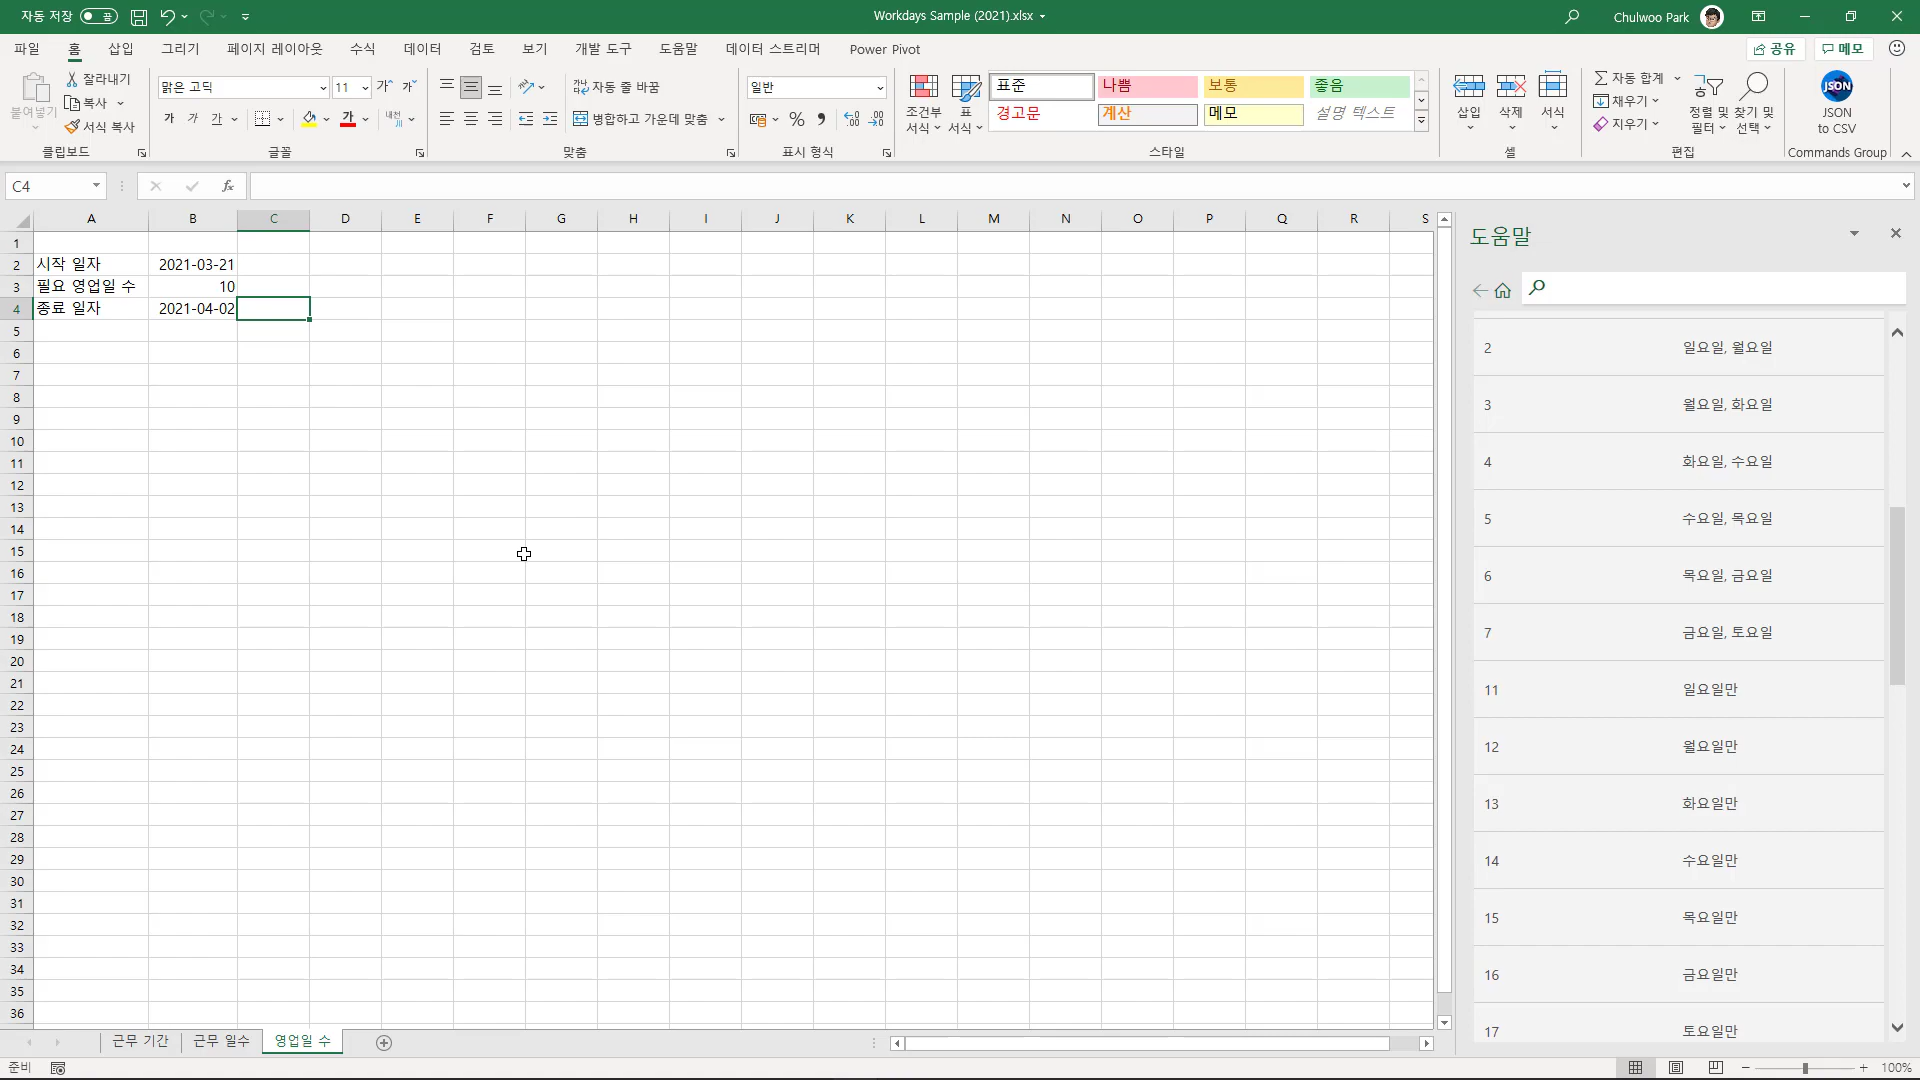 자동 저장 끔
Workdays Sample (2021).xlsx
Chulwoo Park
파일 홈 삽입 그리기 페이지 레이아웃 수식 데이터 검토 보기 개발 도구 도움말 데이터 스트리머 Power Pivot
공유 메모
붙여넣기
잘라내기
복사
서식 복사
클립보드
맑은 고딕 11
가 가 가 가
글꼴
자동 줄 바꿈
병합하고 가운데 맞춤
맞춤
일반
표시 형식
조건부 서식
표 서식
표준 나쁨 보통 좋음
경고문 계산 메모 설명 텍스트
스타일
삽입 삭제 서식
셀
자동 합계
채우기
지우기
정렬 및 필터
찾기 및 선택
편집
JSON
JSON to CSV
Commands Group
C4 fx
A B C D E F G H I J K L M N O P Q R S
1
2 시작 일자 2021-03-21
3 필요 영업일 수 10
4 종료 일자 2021-04-02
5
6
7
8
9
10
11
12
13
14
15
16
17
18
19
20
21
22
23
24
25
26
27
28
29
30
31
32
33
34
35
36
도움말
2 일요일, 월요일
3 월요일, 화요일
4 화요일, 수요일
5 수요일, 목요일
6 목요일, 금요일
7 금요일, 토요일
11 일요일만
12 월요일만
13 화요일만
14 수요일만
15 목요일만
16 금요일만
17 토요일만
근무 기간 근무 일수 영업일 수
준비
100%